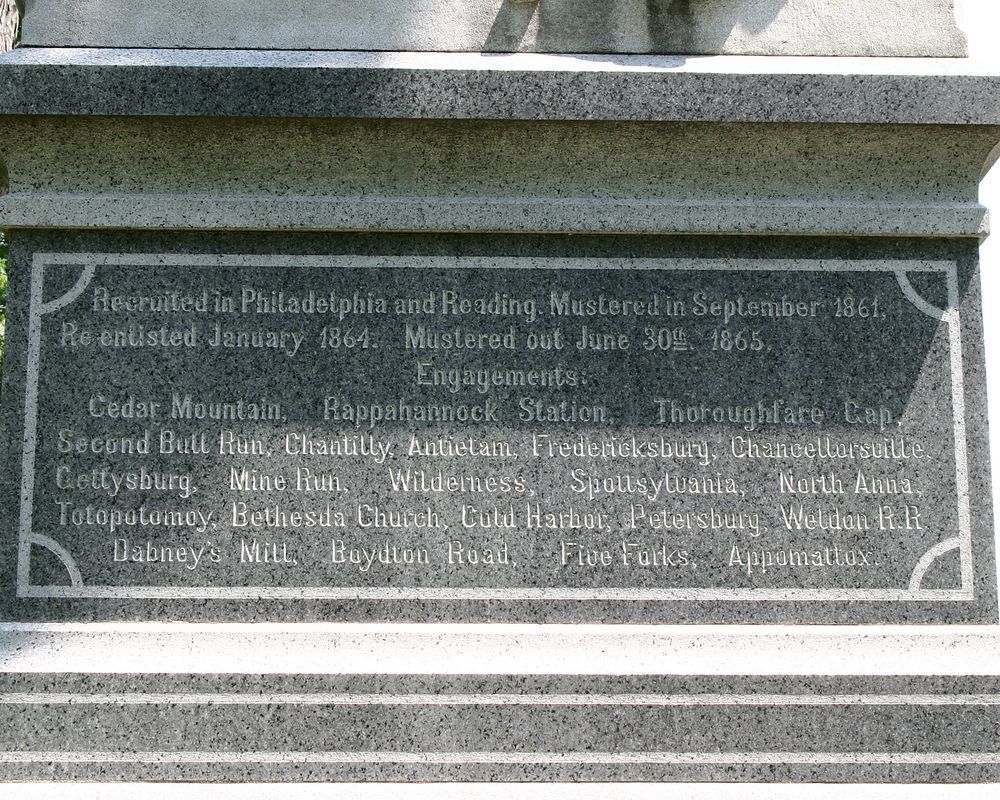 Recruited in Philadelphia and Reading. Mustered in September 1861,
Re enlisted January 1864. Mustered out June 30th 1865.
Engagements:
Cedar Mountain, Rappahannock Station, Thoroughfare Gap,
Second Bull Run, Chantilly, Antietam, Fredericksburg, Chancellorsville,
Gettysburg, Mine Run, Wilderness, Spottsylvania, North Anna,
Totopotomoy, Bethesda Church, Cold Harbor, Petersburg, Weldon R.R.
Dabney's Mill, Boydton Road, Five Forks, Appomattox.